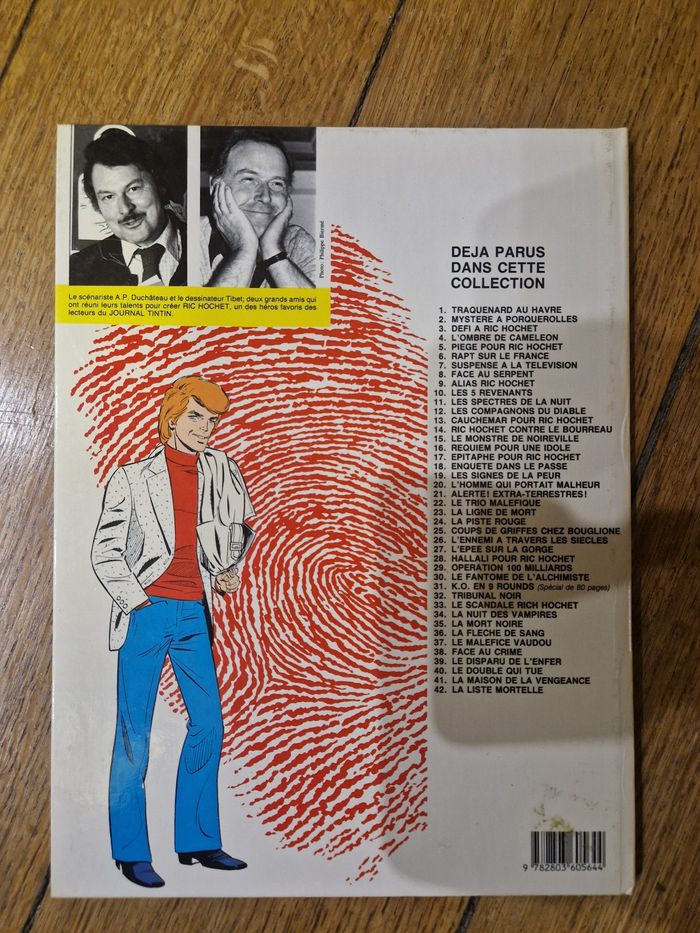 Photo : Philippe Biermé
Le scénariste A.P. Duchâteau et le dessinateur Tibet; deux grands amis qui
ont réuni leurs talents pour créer RIC HOCHET, un des héros favoris des
lecteurs du JOURNAL TINTIN.
DEJA PARUS
DANS CETTE
COLLECTION
1. TRAQUENARD AU HAVRE
2. MYSTERE A PORQUEROLLES
3. DEFI A RIC HOCHET
4. L'OMBRE DE CAMELEON
5. PIEGE POUR RIC HOCHET
6. RAPT SUR LE FRANCE
7. SUSPENSE A LA TELEVISION
8. FACE AU SERPENT
9. ALIAS RIC HOCHET
10. LES 5 REVENANTS
11. LES SPECTRES DE LA NUIT
12. LES COMPAGNONS DU DIABLE
13. CAUCHEMAR POUR RIC HOCHET
14. RIC HOCHET CONTRE LE BOURREAU
15. LE MONSTRE DE NOIREVILLE
16. REQUIEM POUR UNE IDOLE
17. EPITAPHE POUR RIC HOCHET
18. ENQUETE DANS LE PASSE
19. LES SIGNES DE LA PEUR
20. L'HOMME QUI PORTAIT MALHEUR
21. ALERTE! EXTRA-TERRESTRES!
22. LE TRIO MALEFIQUE
23. LA LIGNE DE MORT
24. LA PISTE ROUGE
25. COUPS DE GRIFFES CHEZ BOUGLIONE
26. L'ENNEMI A TRAVERS LES SIECLES
27. L'EPEE SUR LA GORGE
28. HALLALI POUR RIC HOCHET
29. OPERATION 100 MILLIARDS
30. LE FANTOME DE L'ALCHIMISTE
31. K.O. EN 9 ROUNDS (Spécial de 80 pages)
32. TRIBUNAL NOIR
33. LE SCANDALE RICH HOCHET
34. LA NUIT DES VAMPIRES
35. LA MORT NOIRE
36. LA FLECHE DE SANG
37. LE MALEFICE VAUDOU
38. FACE AU CRIME
39. LE DISPARU DE L'ENFER
40. LE DOUBLE QUI TUE
41. LA MAISON DE LA VENGEANCE
42. LA LISTE MORTELLE
9 782803 605644